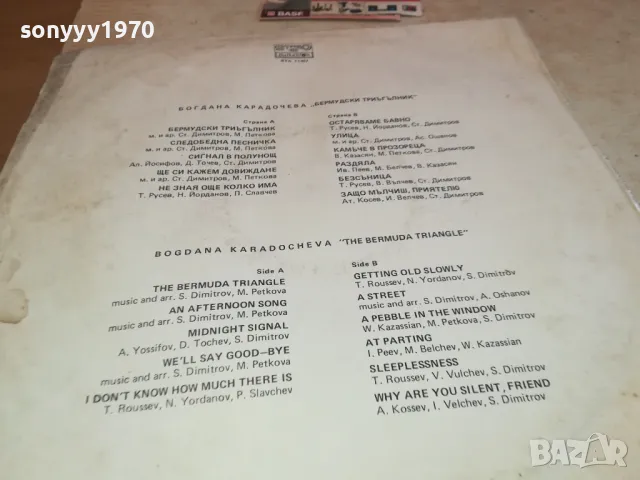 sonyyy1970
BASF
БОГДАНА КАРАДОЧЕВА "БЕРМУДСКИ ТРИЪГЪЛНИК"
Страна А
БЕРМУДСКИ ТРИЪГЪЛНИК
м. и ар. Ст. Димитров, М. Петкова
СЛЕДОБЕДНА ПЕСНИЧКА
м. и ар. Ст. Димитров, М. Петкова
СИГНАЛ В ПОЛУНОЩ
Ал. Йосифов, Д. Точев, Ст. Димитров
ЩЕ СИ КАЖЕМ ДОВИЖДАНЕ
м. и ар. Ст. Димитров, М. Петкова
НЕ ЗНАЯ ОЩЕ КОЛКО ИМА
Т. Русев, Н. Йорданов, П. Славчев
Страна Б
ОСТАРЯВАМЕ БАВНО
Т. Русев, Н. Йорданов, Ст. Димитров
УЛИЦА
м. и ар. Ст. Димитров, Ас. Ошанов
КАМЪЧЕ В ПРОЗОРЕЦА
В. Казасян, М. Петкова, Ст. Димитров
РАЗДЯЛА
Ив. Пеев, М. Белчев, В. Казасян
БЕЗСЪНИЦА
Т. Русев, В. Вълчев, Ст. Димитров
ЗАЩО МЪЛЧИШ, ПРИЯТЕЛЮ
Ат. Косев, И. Велчев, Ст. Димитров
BOGDANA KARADOCHEVA "THE BERMUDA TRIANGLE"
Side A
THE BERMUDA TRIANGLE
music and arr. S. Dimitrov, M. Petkova
AN AFTERNOON SONG
music and arr. S. Dimitrov, M. Petkova
MIDNIGHT SIGNAL
A. Yossifov, D. Tochev, S. Dimitrov
WE'LL SAY GOOD–BYE
music and arr. S. Dimitrov, M. Petkova
I DON'T KNOW HOW MUCH THERE IS
T. Roussev, N. Yordanov, P. Slavchev
Side B
GETTING OLD SLOWLY
T. Roussev, N. Yordanov, S. Dimitrov
A STREET
music and arr. S. Dimitrov, A. Oshanov
A PEBBLE IN THE WINDOW
W. Kazassian, M. Petkova, S. Dimitrov
AT PARTING
I. Peev, M. Belchev, W. Kazassian
SLEEPLESSNESS
T. Roussev, V. Vulchev, S. Dimitrov
WHY ARE YOU SILENT, FRIEND
A. Kossev, I. Velchev, S. Dimitrov
BAZAR
bg